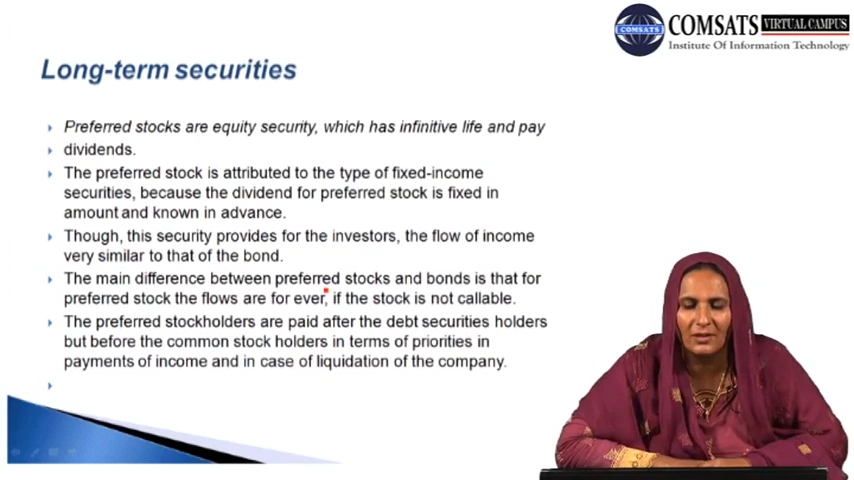 COMSATS VIRTUAL CAMPUS
Institute Of Information Technology
COMSATS
Long-term securities
Preferred stocks are equity security, which has infinitive life and pay
dividends.
The preferred stock is attributed to the type of fixed-income
securities, because the dividend for preferred stock is fixed in
amount and known in advance.
Though, this security provides for the investors, the flow of income
very similar to that of the bond.
The main difference between preferred stocks and bonds is that for
preferred stock the flows are for ever, if the stock is not callable.
The preferred stockholders are paid after the debt securities holders
but before the common stock holders in terms of priorities in
payments of income and in case of liquidation of the company.